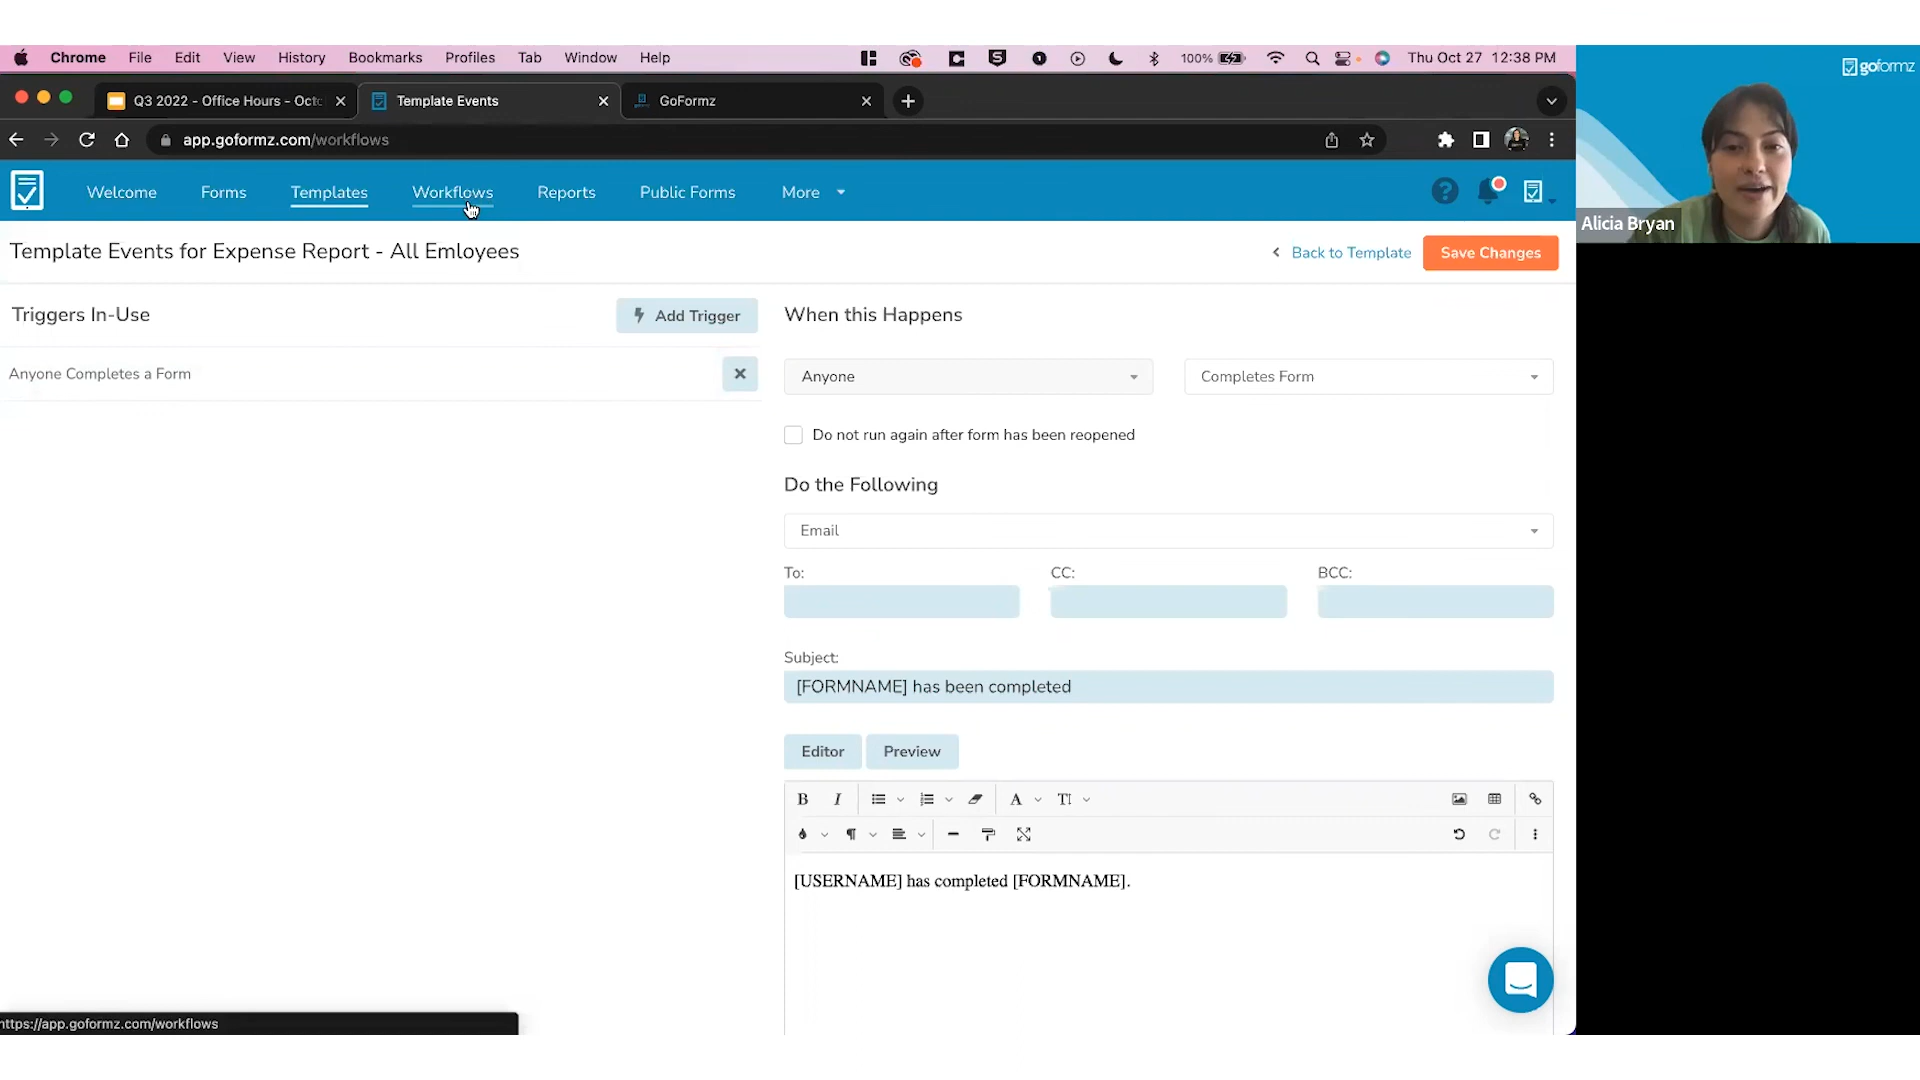 Chrome File Edit View History Bookmarks Profiles Tab Window Help 100% Thu Oct 27 12:38 PM
goformz
Q3 2022 - Office Hours - Octo
Template Events
GoFormz
app.goformz.com/workflows
Welcome Forms Templates Workflows Reports Public Forms More
Alicia Bryan
Template Events for Expense Report - All Emloyees
Back to Template
Save Changes
Triggers In-Use
Add Trigger
When this Happens
Anyone Completes a Form
Anyone
Completes Form
Do not run again after form has been reopened
Do the Following
Email
To: CC: BCC:
Subject:
[FORMNAME] has been completed
Editor Preview
[USERNAME] has completed [FORMNAME].
https://app.goformz.com/workflows